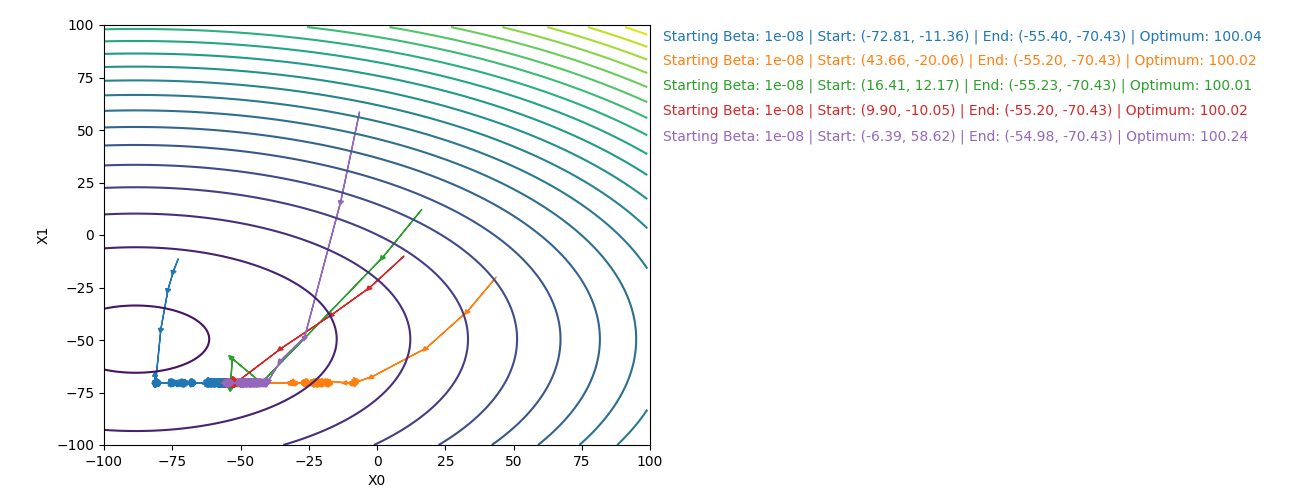 100
75
50
25
0
−25
−50
−75
−100
X1
−100
−75
−50
−25
0
25
50
75
100
X0
Starting Beta: 1e-08 | Start: (-72.81, -11.36) | End: (-55.40, -70.43) | Optimum: 100.04
Starting Beta: 1e-08 | Start: (43.66, -20.06) | End: (-55.20, -70.43) | Optimum: 100.02
Starting Beta: 1e-08 | Start: (16.41, 12.17) | End: (-55.23, -70.43) | Optimum: 100.01
Starting Beta: 1e-08 | Start: (9.90, -10.05) | End: (-55.20, -70.43) | Optimum: 100.02
Starting Beta: 1e-08 | Start: (-6.39, 58.62) | End: (-54.98, -70.43) | Optimum: 100.24